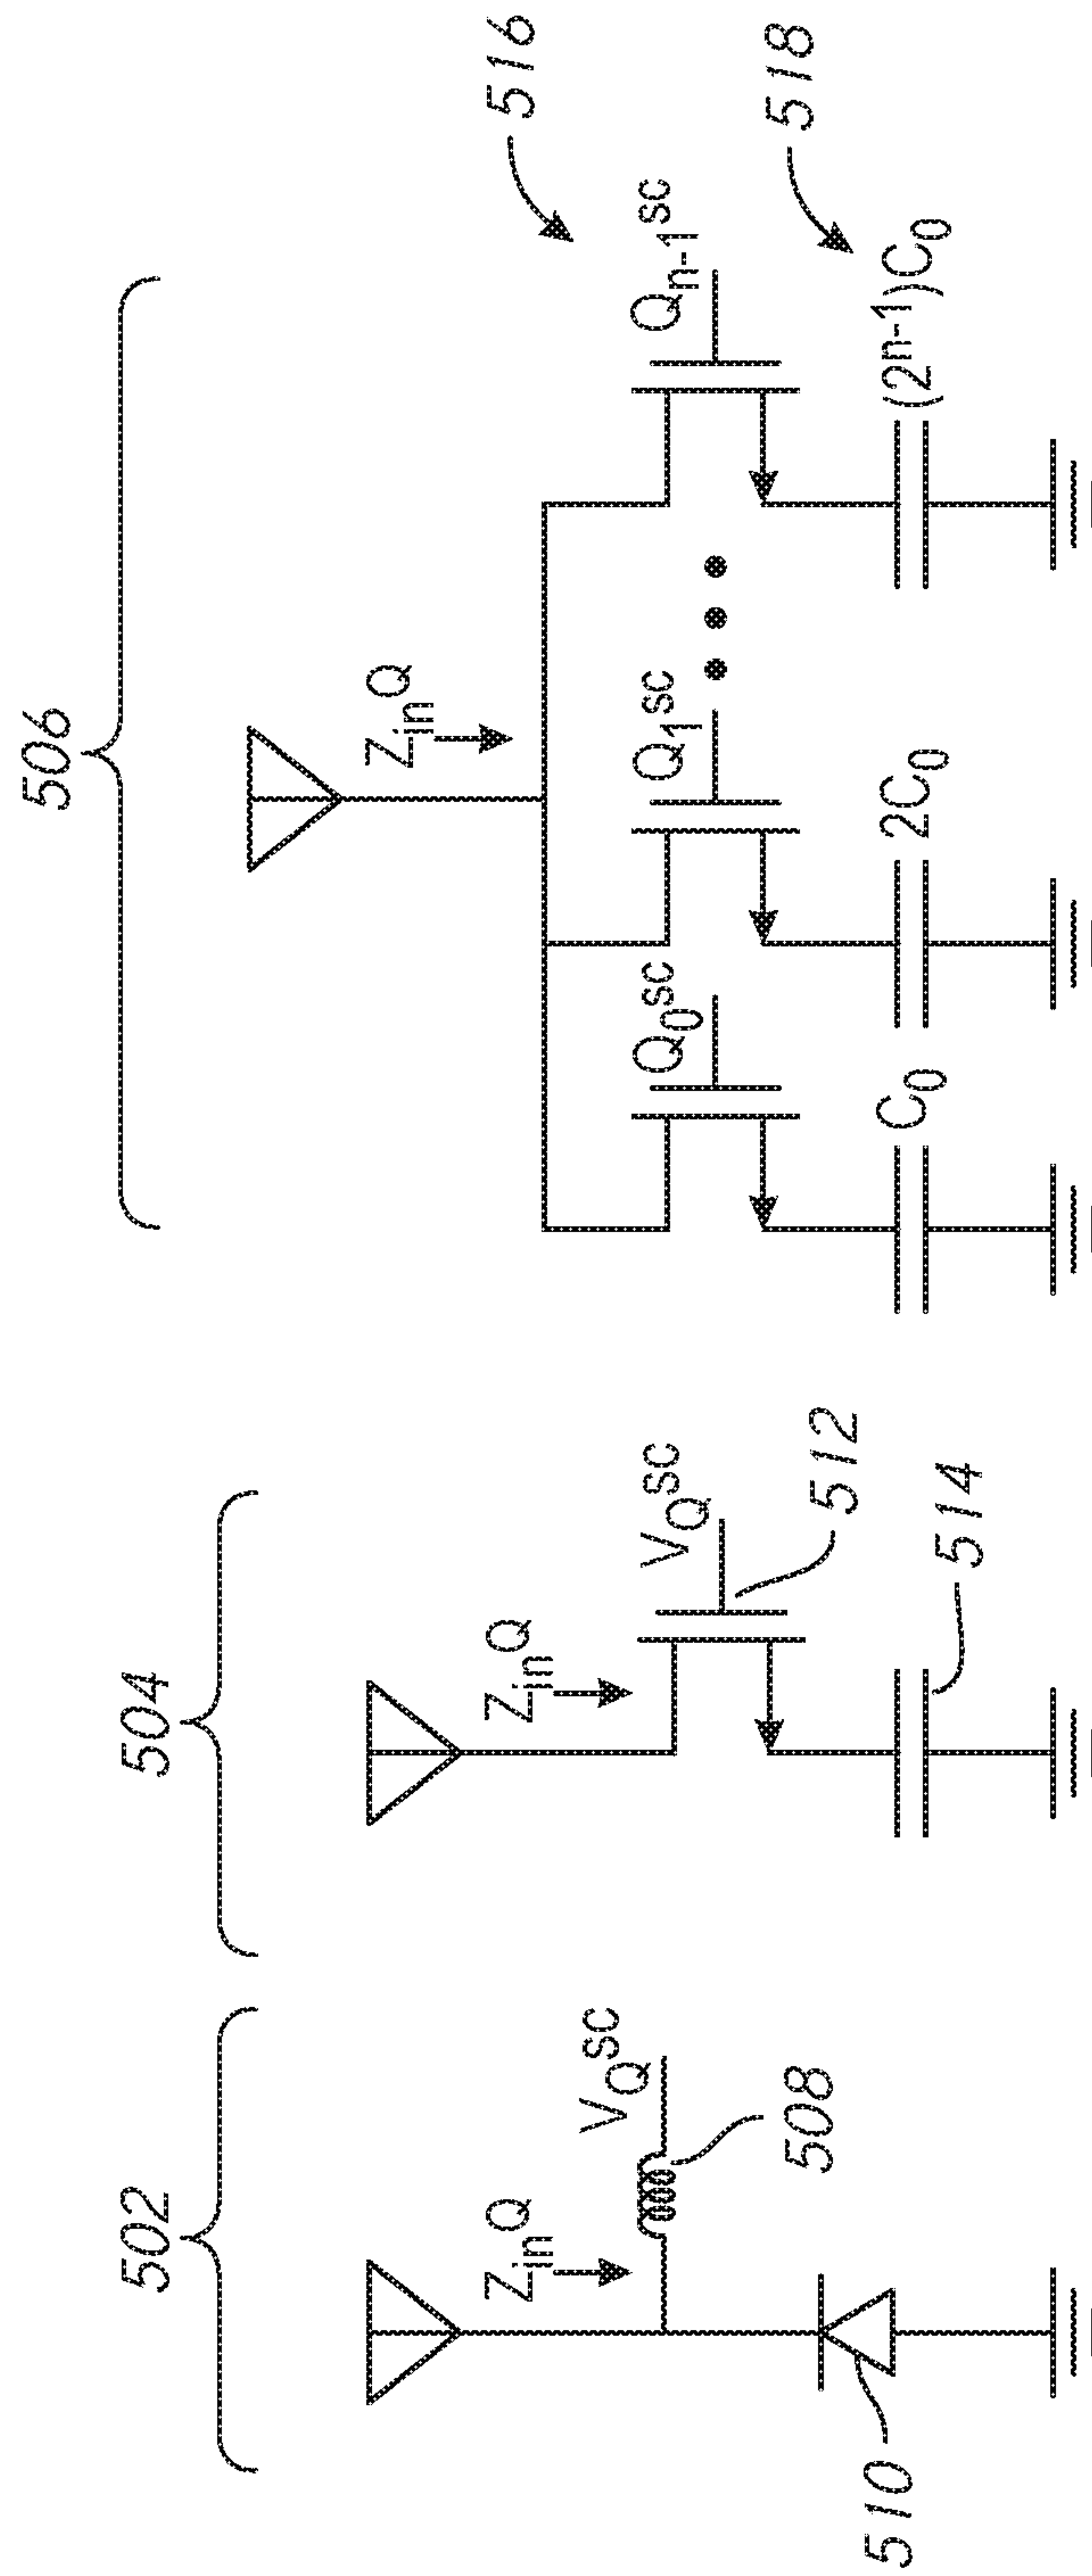 502
Z_in^Q
V_Q^SC
508
510
504
Z_in^Q
V_Q^SC
512
514
506
Z_in^Q
516
Q_0^SC
Q_1^SC
Q_n-1^SC
518
C_0
2C_0
(2^n-1)C_0